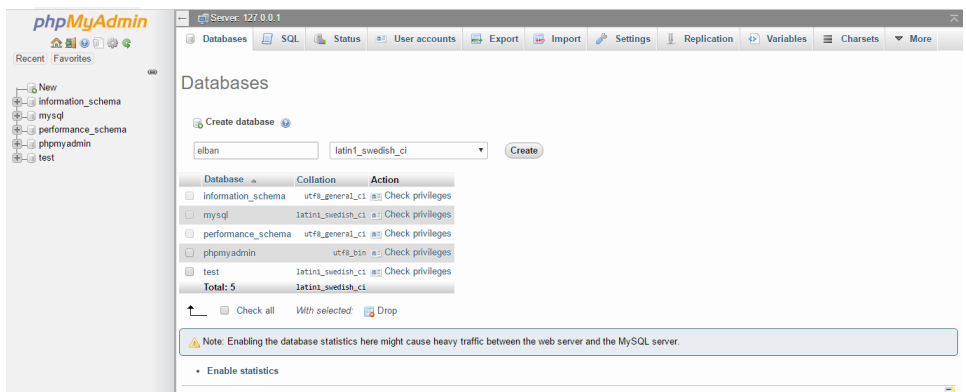 phpMyAdmin
Recent Favorites
New
information_schema
mysql
performance_schema
phpmyadmin
test
Server: 127.0.0.1
Databases SQL Status User accounts Export Import Settings Replication Variables Charsets More
Databases
Create database
elban latin1_swedish_ci Create
Database Collation Action
information_schema utf8_general_ci Check privileges
mysql latin1_swedish_ci Check privileges
performance_schema utf8_general_ci Check privileges
phpmyadmin utf8_bin Check privileges
test latin1_swedish_ci Check privileges
Total: 5 latin1_swedish_ci
Check all With selected: Drop
Note: Enabling the database statistics here might cause heavy traffic between the web server and the MySQL server.
Enable statistics